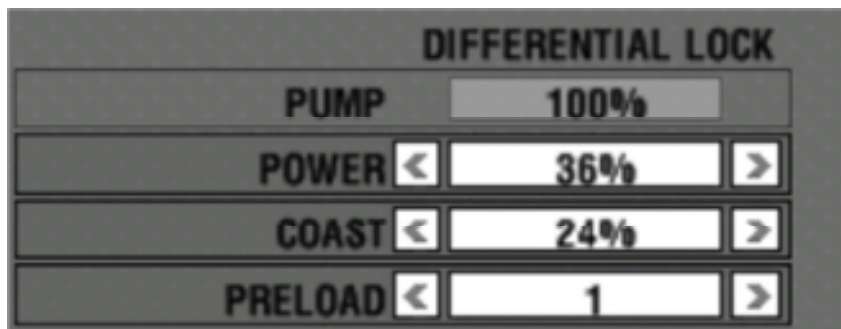 DIFFERENTIAL LOCK
PUMP 100%
POWER < 36% >
COAST < 24% >
PRELOAD < 1 >